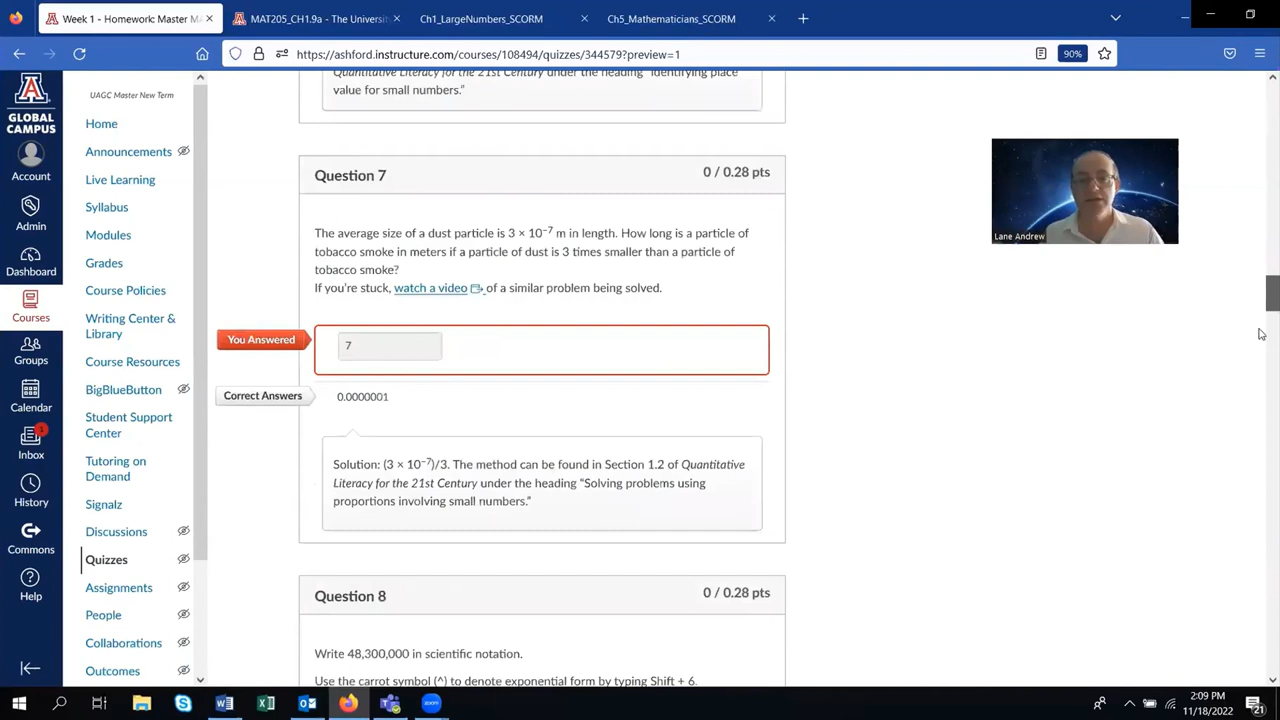 Week 1 - Homework: Master MA
MAT205_CH1.9a - The Universit
Ch1_LargeNumbers_SCORM
Ch5_Mathematicians_SCORM
https://ashford.instructure.com/courses/108494/quizzes/344579?preview=1
90%
GLOBAL
CAMPUS
Account
Admin
Dashboard
Courses
Groups
Calendar
1
Inbox
History
Commons
Help
UAGC Master New Term
Home
Announcements
Live Learning
Syllabus
Modules
Grades
Course Policies
Writing Center &
Library
Course Resources
BigBlueButton
Student Support
Center
Tutoring on
Demand
Signalz
Discussions
Quizzes
Assignments
People
Collaborations
Outcomes
Quantitative Literacy for the 21st Century under the heading "Identifying place
value for small numbers."
Question 7
0 / 0.28 pts
The average size of a dust particle is 3 × 10⁻⁷ m in length. How long is a particle of
tobacco smoke in meters if a particle of dust is 3 times smaller than a particle of
tobacco smoke?
If you're stuck, watch a video of a similar problem being solved.
You Answered
7
Correct Answers
0.0000001
Solution: (3 × 10⁻⁷)/3. The method can be found in Section 1.2 of Quantitative
Literacy for the 21st Century under the heading "Solving problems using
proportions involving small numbers."
Question 8
0 / 0.28 pts
Write 48,300,000 in scientific notation.
Use the carrot symbol (^) to denote exponential form by typing Shift + 6.
Lane Andrew
2:09 PM
11/18/2022
21